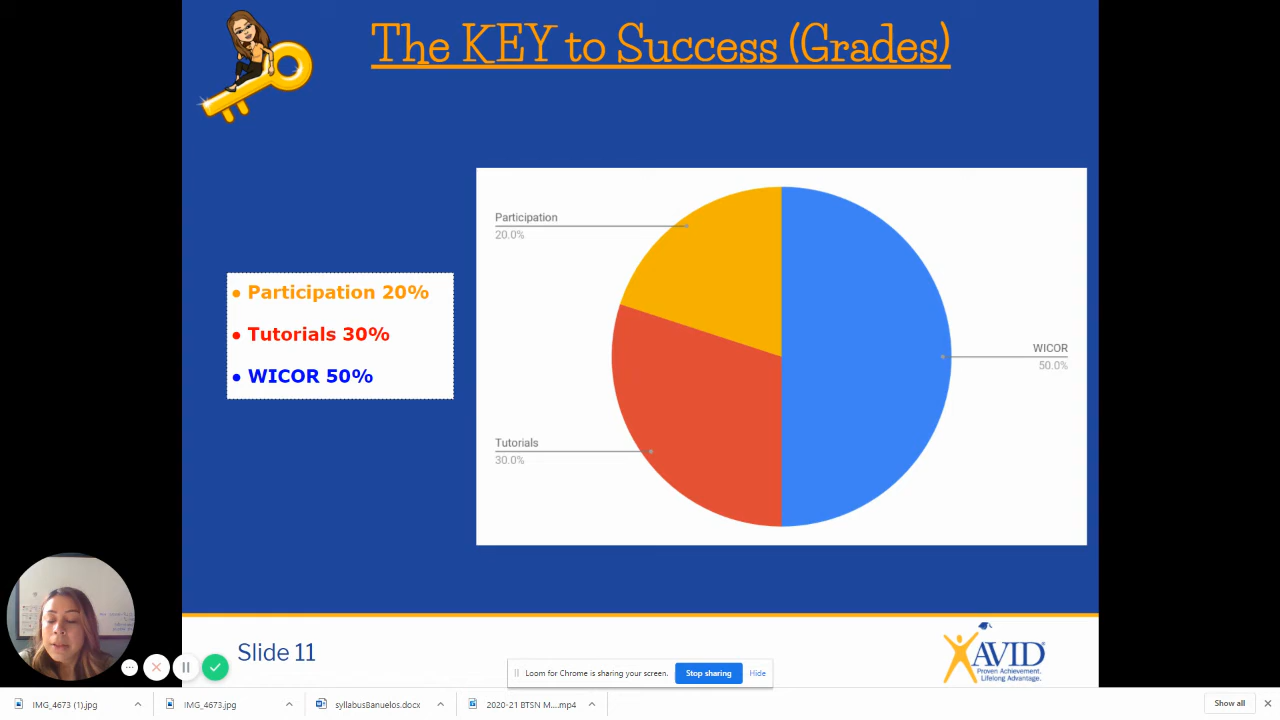 The KEY to Success (Grades)
Participation
20.0%
• Participation 20%
• Tutorials 30%
• WICOR 50%
WICOR
50.0%
Tutorials
30.0%
Slide 11
AVID
Proven Achievement.
Lifelong Advantage.
Loom for Chrome is sharing your screen.
Stop sharing
Hide
IMG_4673 (1).jpg
IMG_4673.jpg
syllabusBanuelos.docx
2020-21 BTSN M....mp4
Show all